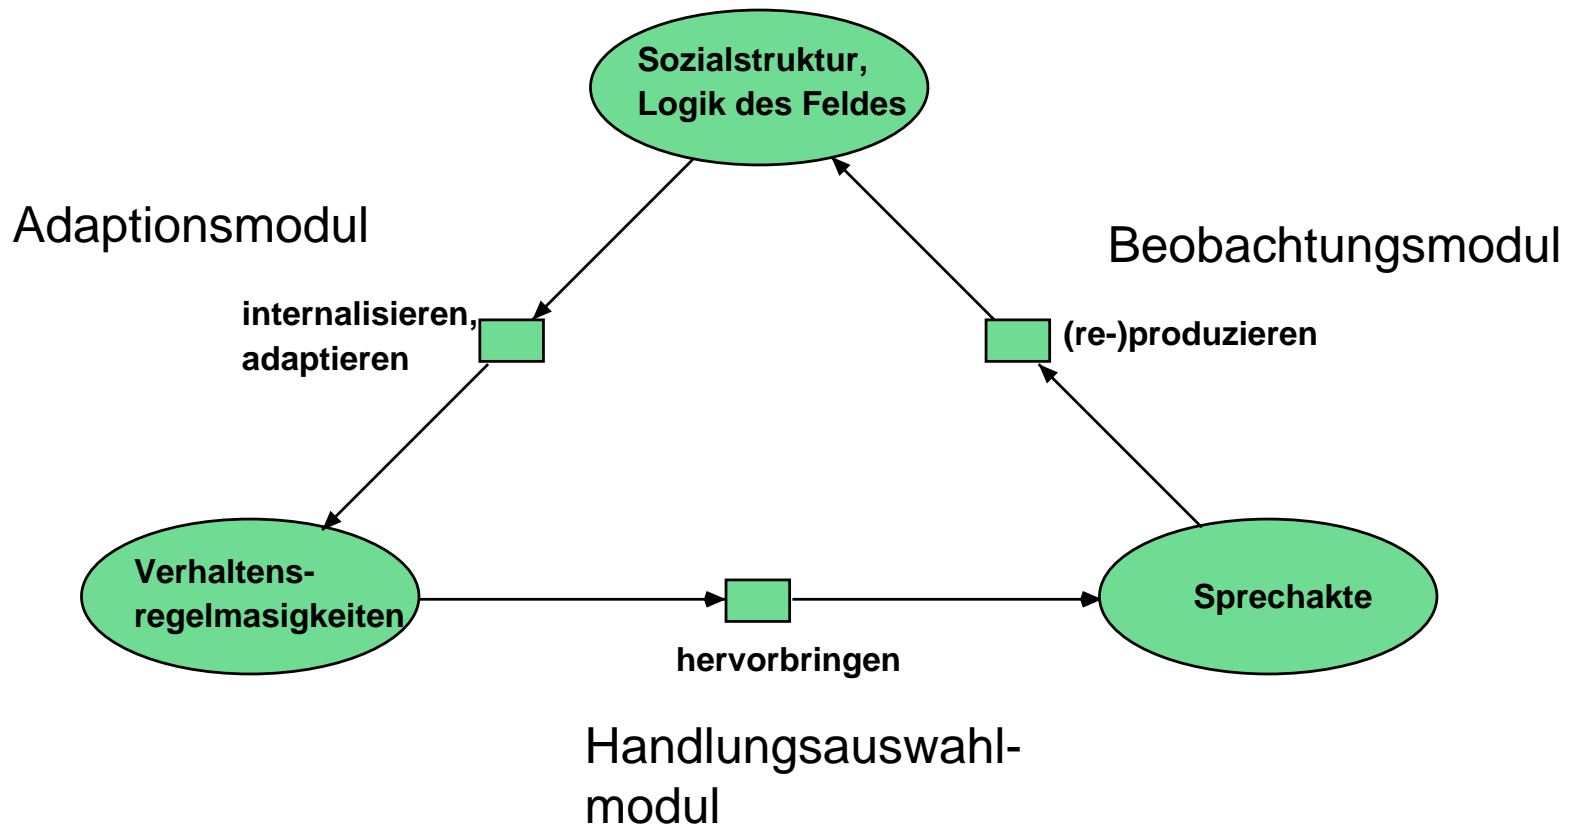 Sozialstruktur,
Logik des Feldes
Adaptionsmodul
Beobachtungsmodul
internalisieren,
adaptieren
(re-)produzieren
Verhaltens-
regelmasigkeiten
Sprechakte
hervorbringen
Handlungsauswahl-
modul